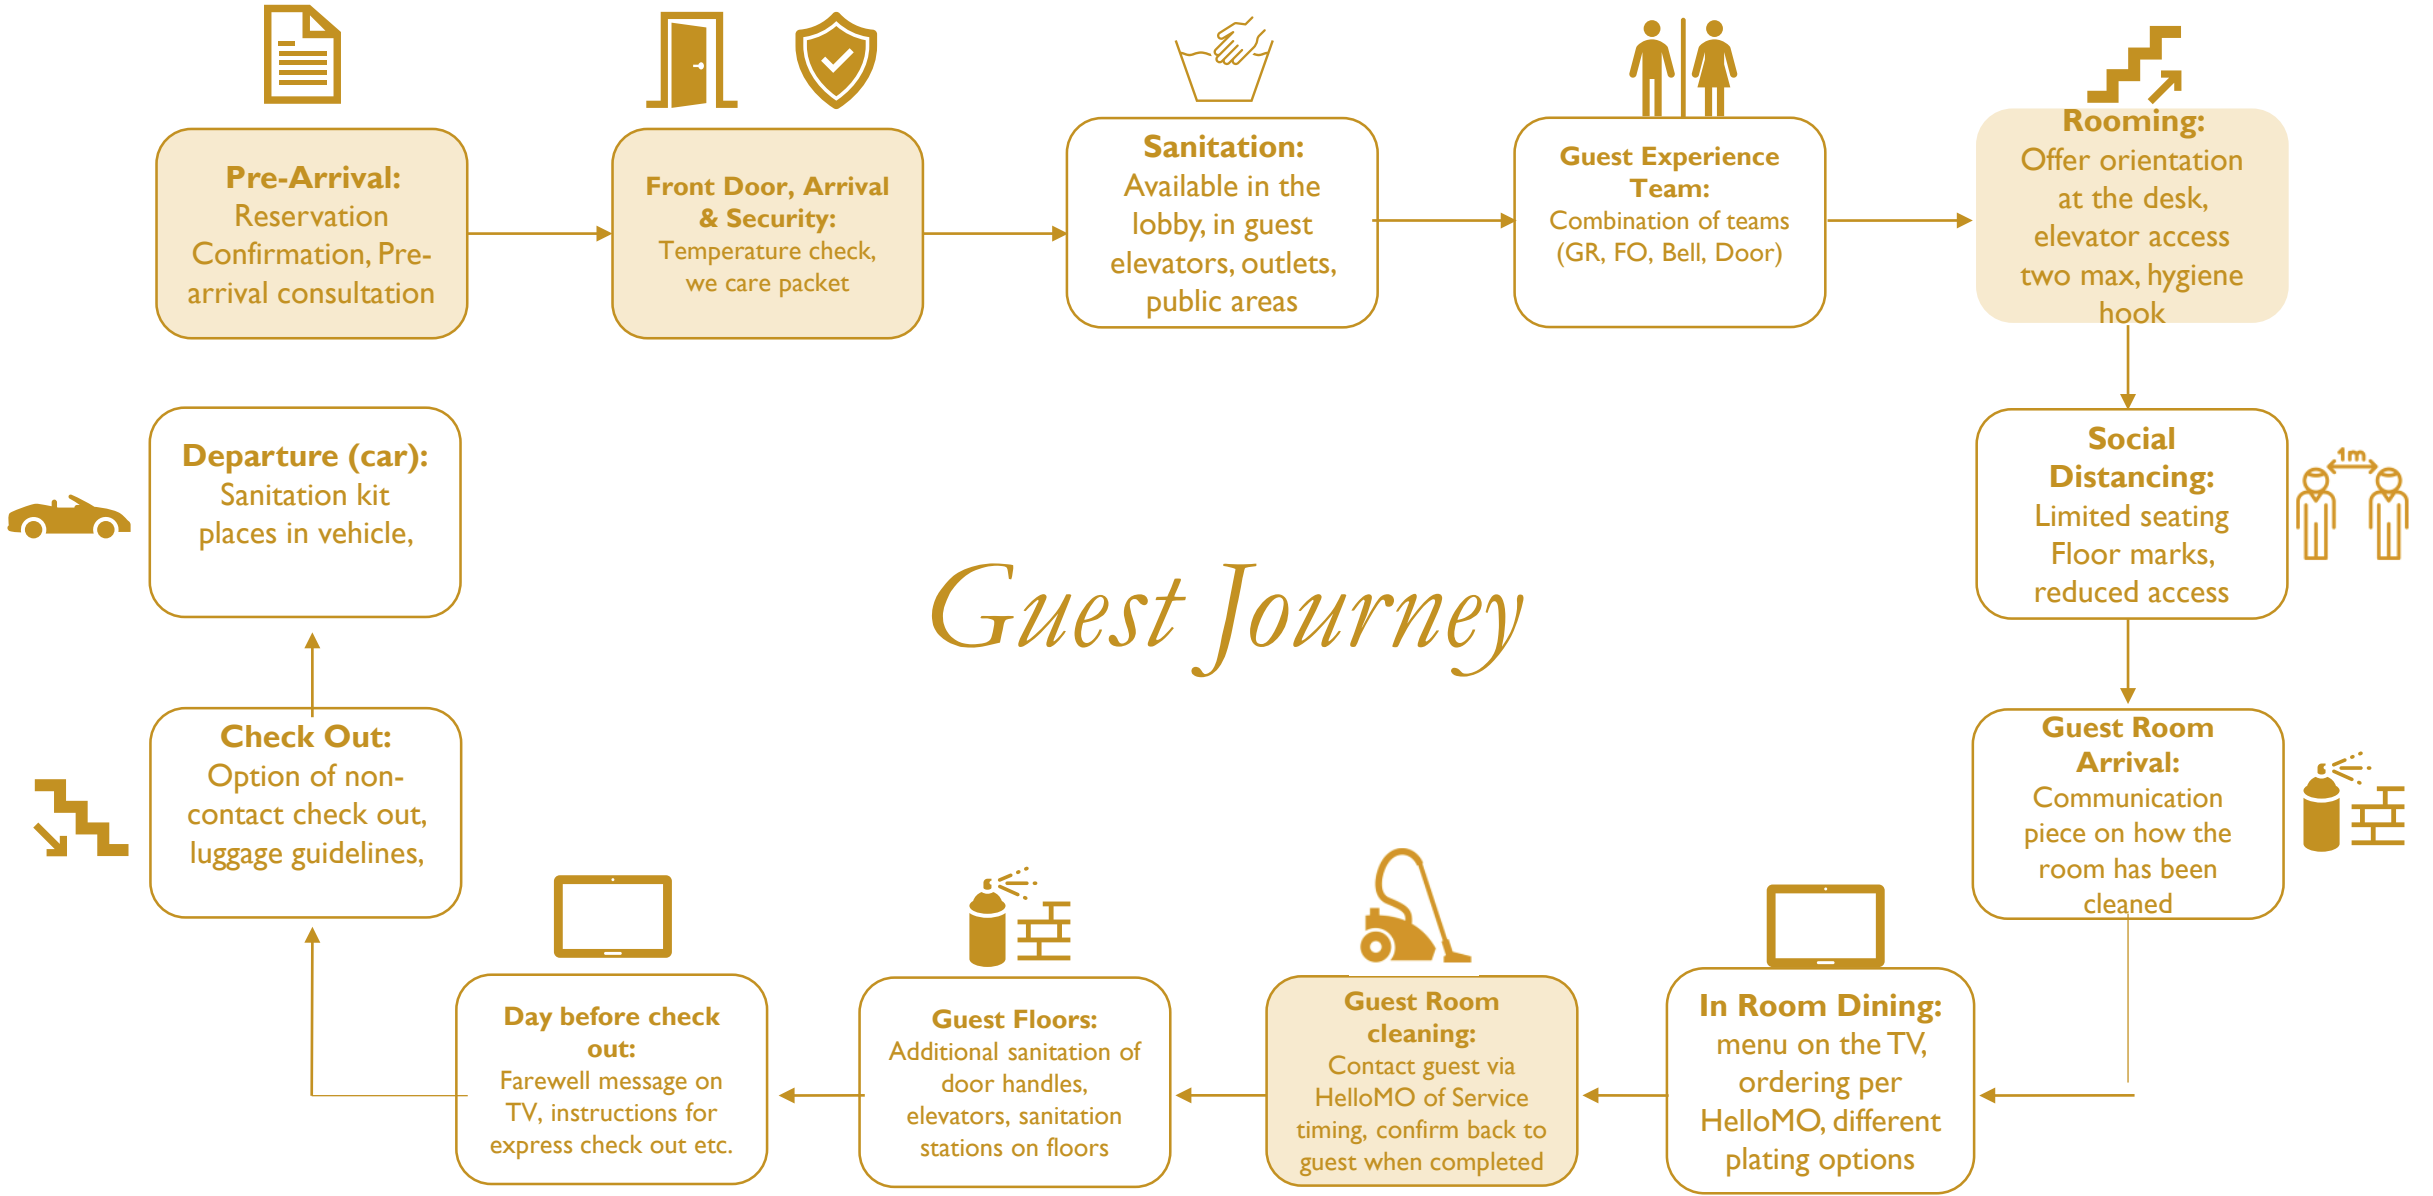 Pre-Arrival:
Reservation
Confirmation, Pre-
arrival consultation
Front Door, Arrival
& Security:
Temperature check,
we care packet
Sanitation:
Available in the
lobby, in guest
elevators, outlets,
public areas
Guest Experience
Team:
Combination of teams
(GR, FO, Bell, Door)
Rooming:
Offer orientation
at the desk,
elevator access
two max, hygiene
hook
Social
Distancing:
Limited seating
Floor marks,
reduced access
1m
Guest Room
Arrival:
Communication
piece on how the
room has been
cleaned
In Room Dining:
menu on the TV,
ordering per
HelloMO, different
plating options
Guest Room
cleaning:
Contact guest via
HelloMO of Service
timing, confirm back to
guest when completed
Guest Floors:
Additional sanitation of
door handles,
elevators, sanitation
stations on floors
Day before check
out:
Farewell message on
TV, instructions for
express check out etc.
Check Out:
Option of non-
contact check out,
luggage guidelines,
Departure (car):
Sanitation kit
places in vehicle,
Guest Journey